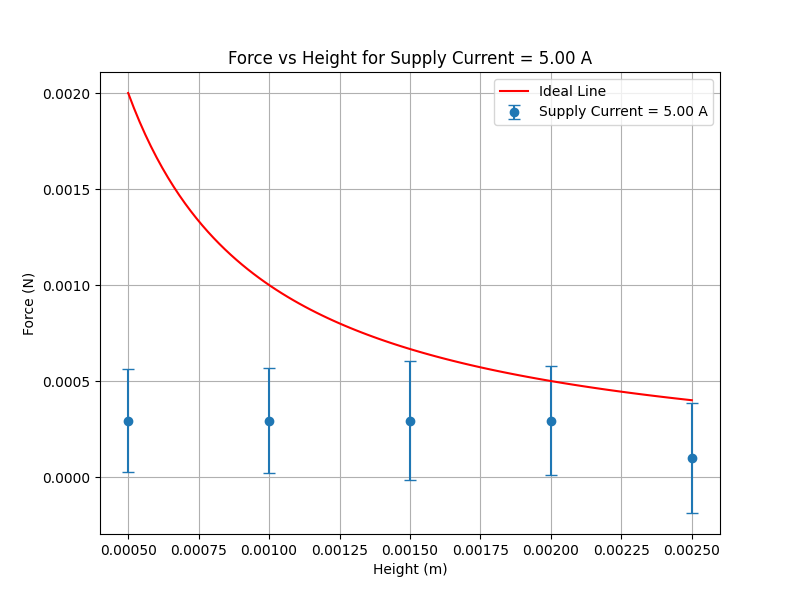 Force vs Height for Supply Current = 5.00 A
Ideal Line
Supply Current = 5.00 A
Force (N)
0.0020
0.0015
0.0010
0.0005
0.0000
0.00050 0.00075 0.00100 0.00125 0.00150 0.00175 0.00200 0.00225 0.00250
Height (m)